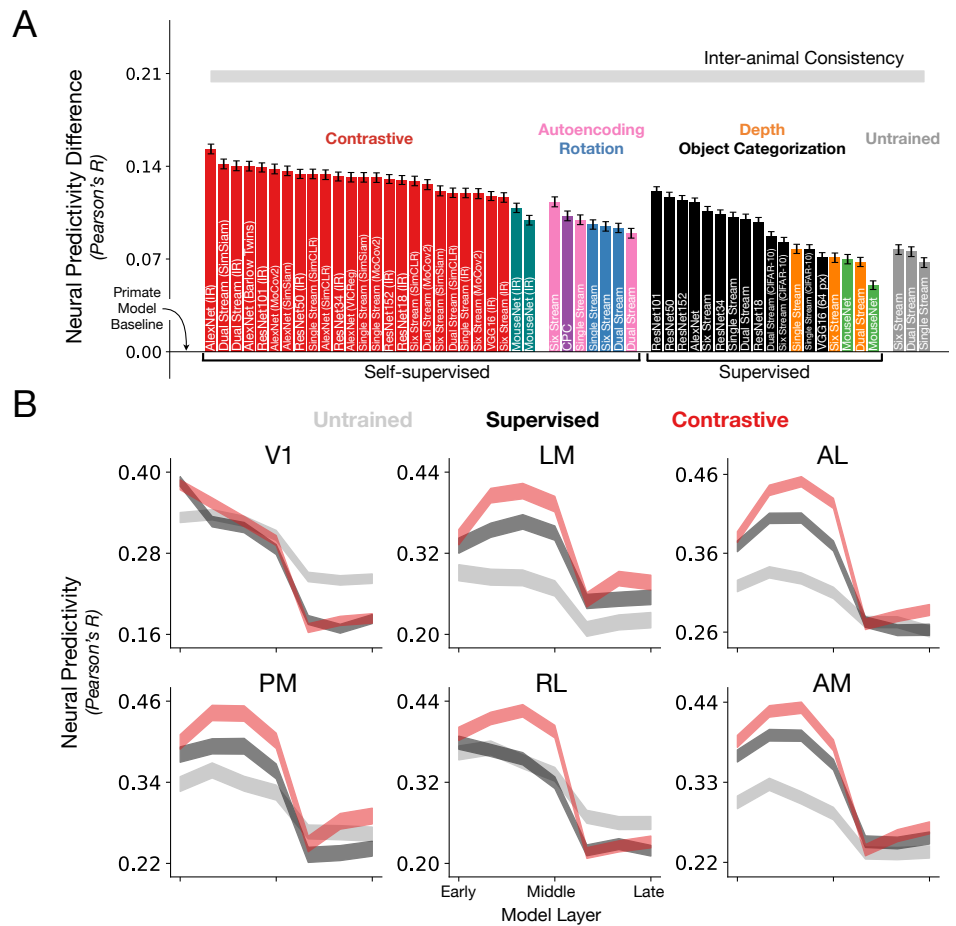 A
Neural Predictivity Difference
(Pearson's R)
0.21
0.14
0.07
0.00
Inter-animal Consistency
Contrastive
Autoencoding
Rotation
Depth
Object Categorization
Untrained
Primate
Model
Baseline
AlexNet (IR)
Dual Stream (SimSiam)
Dual Stream (IR)
AlexNet (Barlow Twins)
ResNet101 (IR)
AlexNet (MoCov2)
AlexNet (SimSiam)
ResNet50 (IR)
Single Stream (SimCLR)
AlexNet (SimCLR)
ResNet34 (IR)
AlexNet (VICReg)
Single Stream (SimSiam)
Single Stream (MoCov2)
ResNet152 (IR)
ResNet18 (IR)
Six Stream (SimCLR)
Dual Stream (MoCov2)
Six Stream (SimSiam)
Dual Stream (SimCLR)
Single Stream (IR)
Six Stream (MoCov2)
VGG16 (IR)
Six Stream (IR)
MouseNet (IR)
MouseNet (IR)
Six Stream
CPC
Single Stream
Single Stream
Six Stream
Dual Stream
Dual Stream
ResNet101
ResNet50
ResNet152
AlexNet
Six Stream
ResNet34
Single Stream
Dual Stream
ResNet18
Dual Stream (CIFAR-10)
Six Stream (CIFAR-10)
Single Stream
Single Stream (CIFAR-10)
VGG16 (64 px)
Six Stream
MouseNet
Dual Stream
MouseNet
Six Stream
Dual Stream
Single Stream
Self-supervised
Supervised
B
Untrained
Supervised
Contrastive
Neural Predictivity
(Pearson's R)
V1
0.40
0.28
0.16
LM
0.44
0.32
0.20
AL
0.46
0.36
0.26
PM
0.46
0.34
0.22
RL
0.44
0.32
0.20
AM
0.44
0.33
0.22
Early
Middle
Late
Model Layer